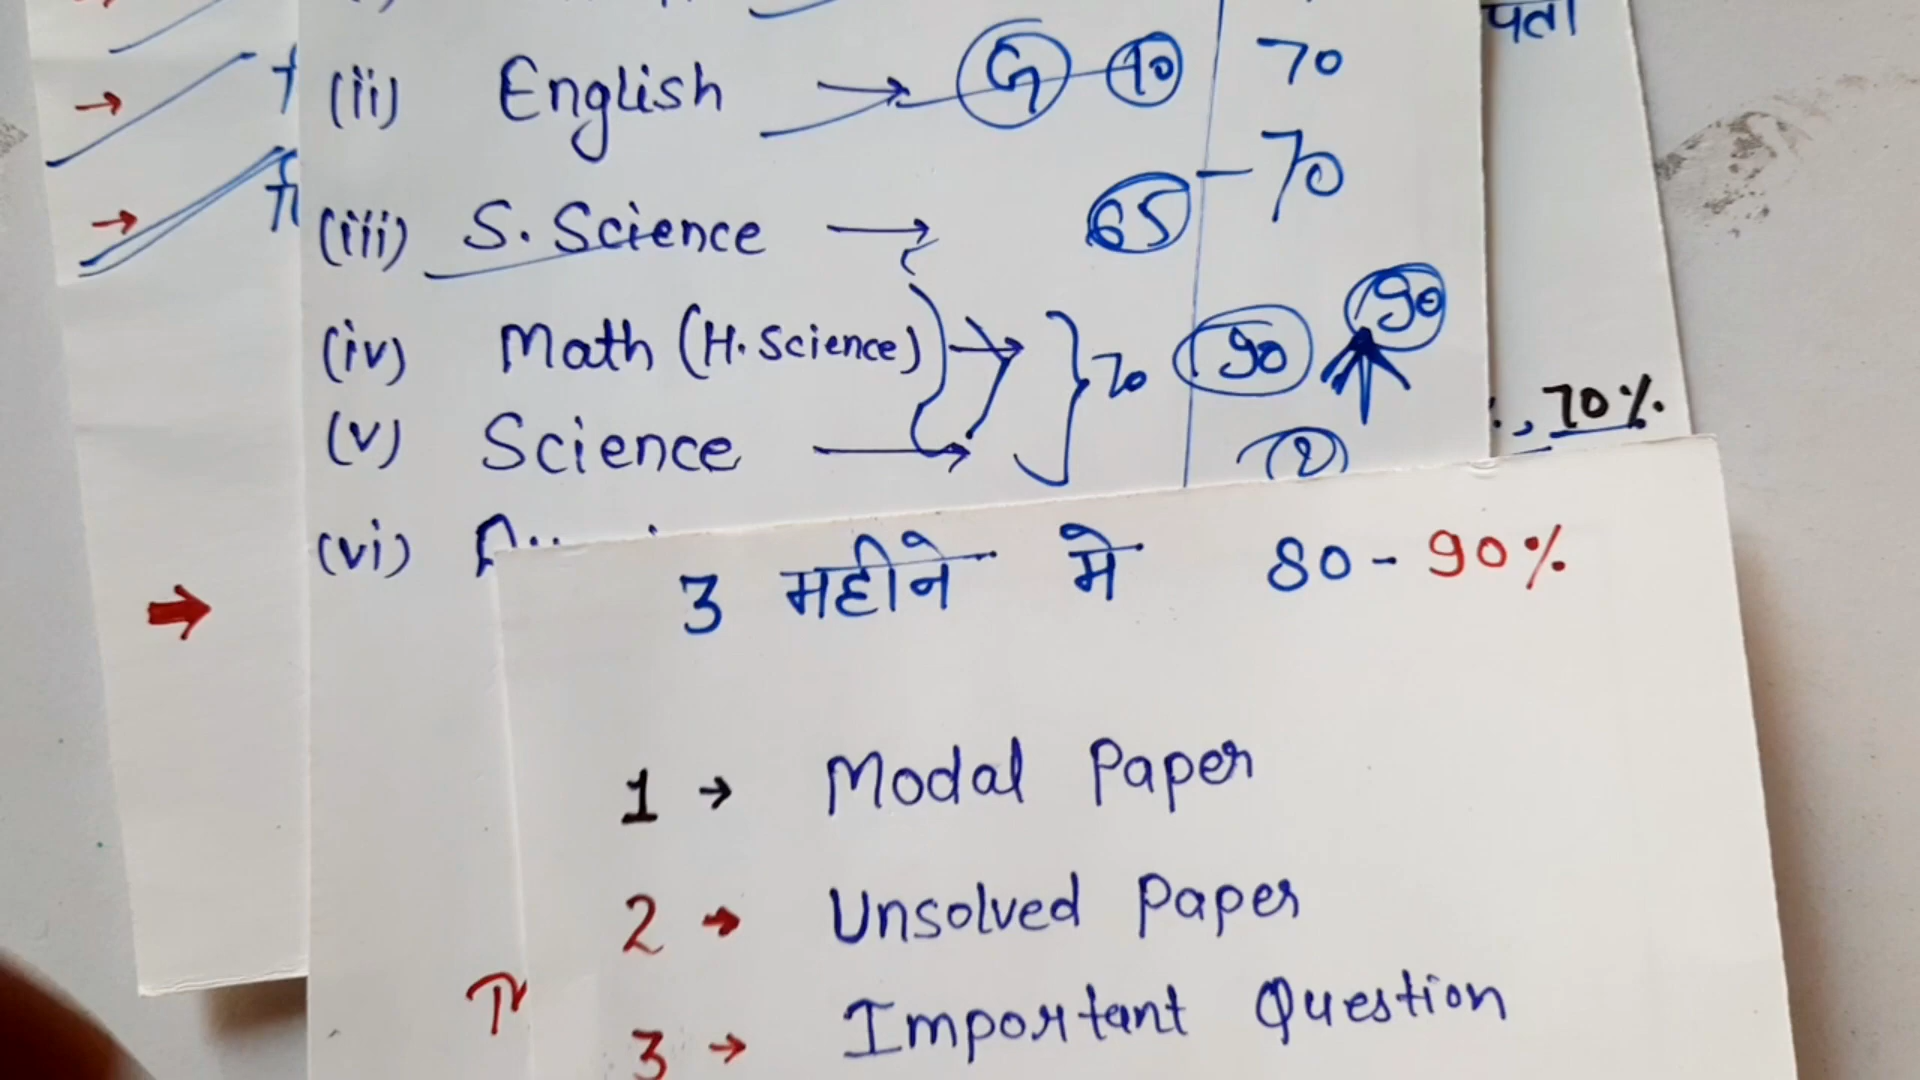 पता
(ii) English → G 10 70
(iii) S. Science → 65 - 70
(iv) Math (H. Science) → 70 90 90
(v) Science →
70%
(vi)
3 महीने मे 80 - 90%
1 → Modal Paper
2 → Unsolved Paper
3 → Important Question